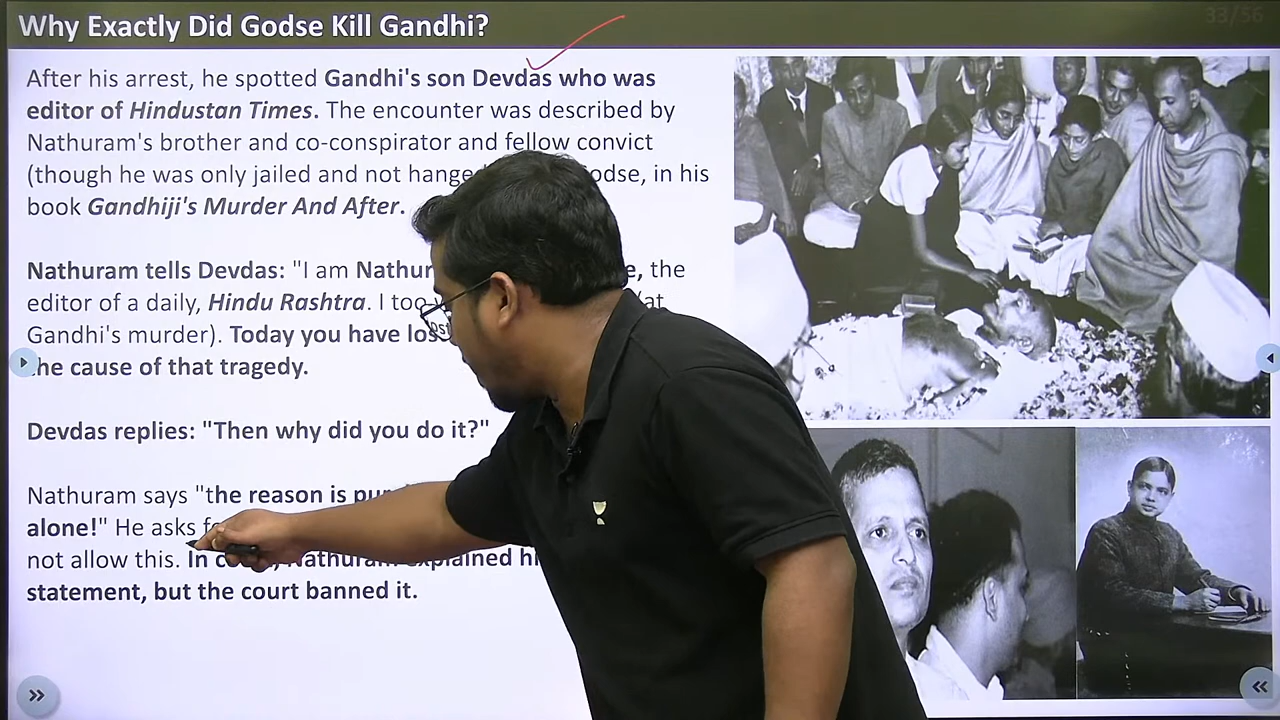 Why Exactly Did Godse Kill Gandhi?
33/56
After his arrest, he spotted Gandhi's son Devdas who was
editor of Hindustan Times. The encounter was described by
Nathuram's brother and co-conspirator and fellow convict
(though he was only jailed and not odse, in his
book Gandhiji's Murder And After.
Nathuram tells Devdas: "I am the
editor of a daily, Hindu Rashtra. I too (at
Gandhi's murder). Today you have
the cause of that tragedy.
Devdas replies: "Then why did you do it?"
Nathuram says "the reason is
alone!" He asks
not allow this. In Nathuram explained
statement, but the court banned it.